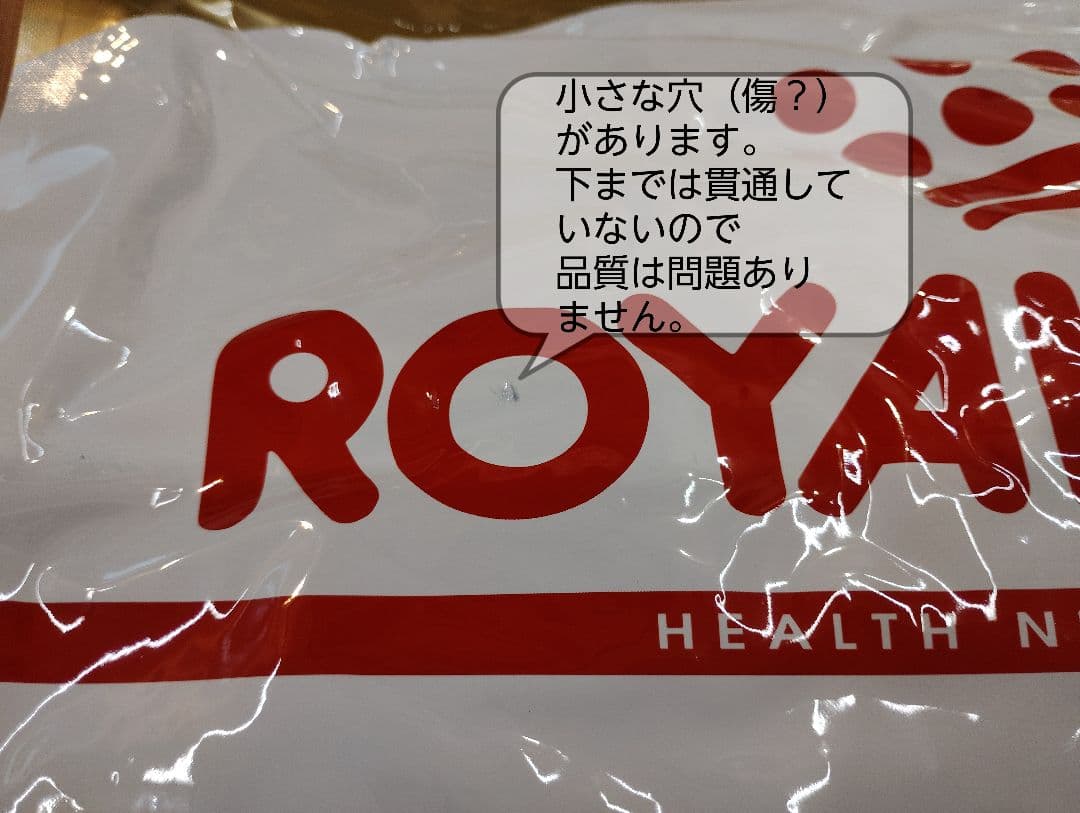 小さな穴（傷？）
があります。
下までは貫通して
いないので
品質は問題あり
ません。
ROYA
HEALTH N